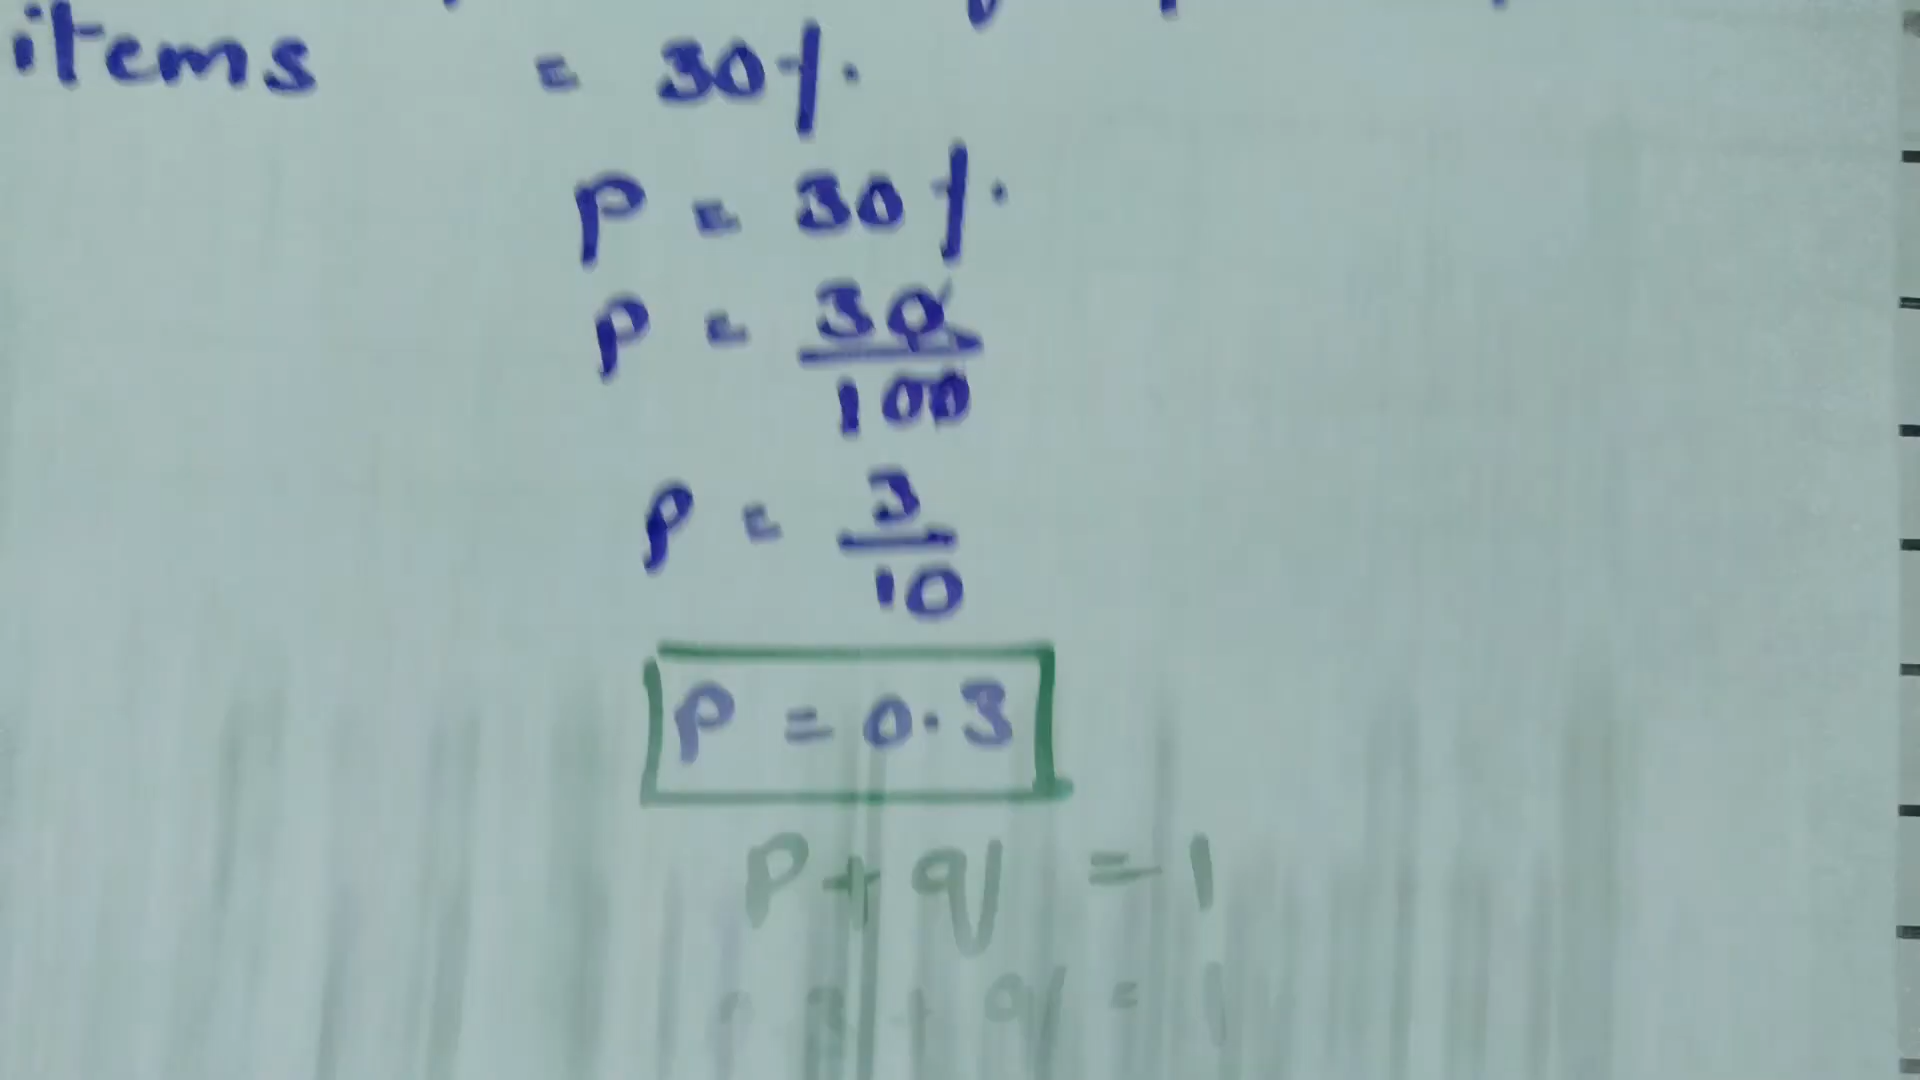 items = 30%
P = 30%
P = 30/100
P = 3/10
P = 0.3
P + q = 1